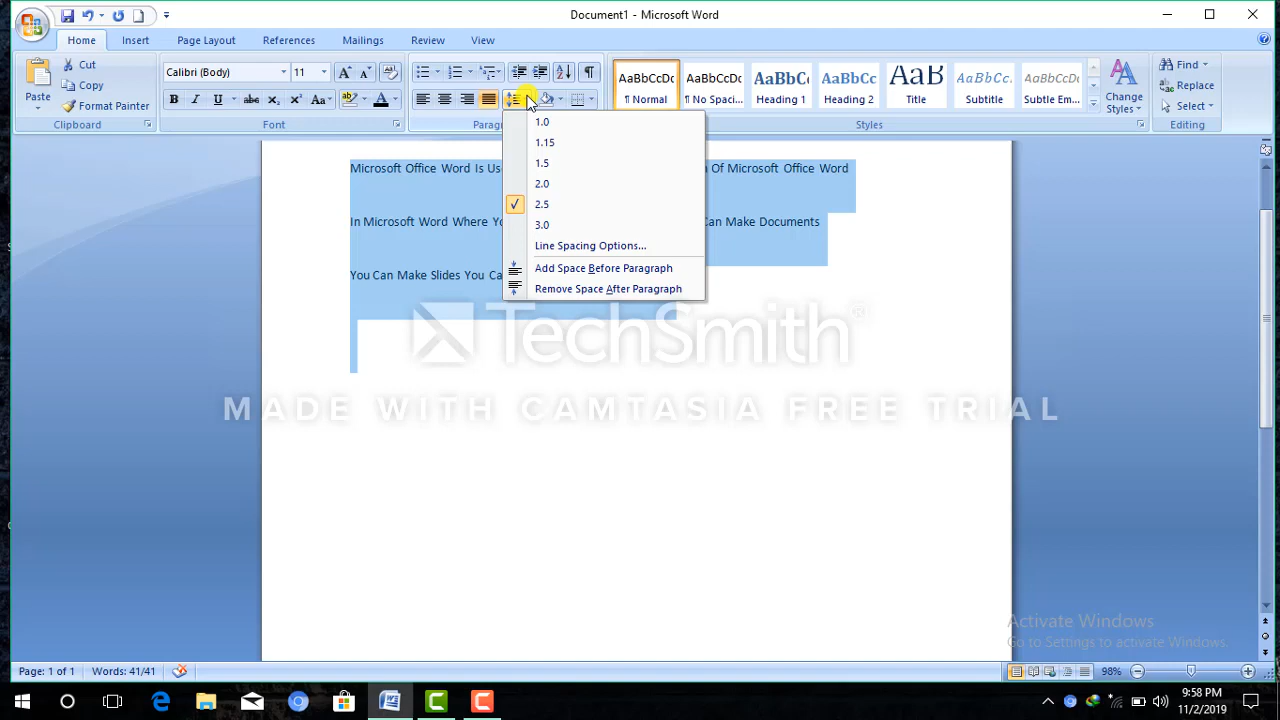 Document1 - Microsoft Word
Home Insert Page Layout References Mailings Review View
Paste
Cut
Copy
Format Painter
Clipboard
Calibri (Body) 11
B I U abc X₂ X² Aa
Font
Paragr
AaBbCcDc AaBbCcDc AaBbCc AaBbCc AaB AaBbCcL AaBbCcDc
¶ Normal ¶ No Spaci... Heading 1 Heading 2 Title Subtitle Subtle Em...
Change
Styles
Styles
Find
Replace
Select
Editing
1.0
1.15
1.5
2.0
2.5
3.0
Line Spacing Options...
Add Space Before Paragraph
Remove Space After Paragraph
Microsoft Office Word Is Us Of Microsoft Office Word
In Microsoft Word Where Yo Can Make Documents
You Can Make Slides You Ca
TechSmith®
MADE WITH CAMTASIA FREE TRIAL
Activate Windows
Go to Settings to activate Windows.
Page: 1 of 1 Words: 41/41 98%
9:58 PM
11/2/2019